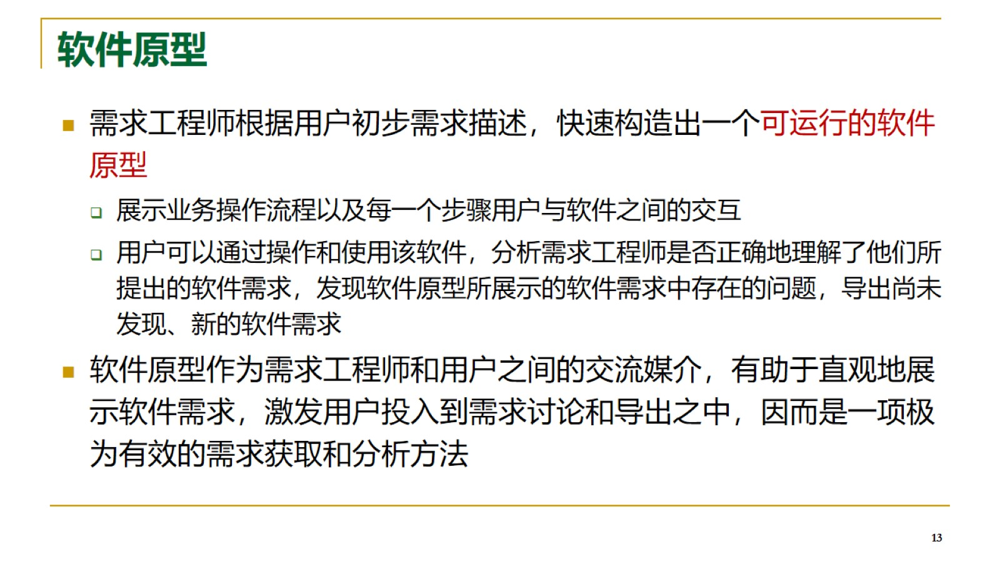 软件原型
需求工程师根据用户初步需求描述，快速构造出一个可运行的软件
原型
展示业务操作流程以及每一个步骤用户与软件之间的交互
用户可以通过操作和使用该软件，分析需求工程师是否正确地理解了他们所
提出的软件需求，发现软件原型所展示的软件需求中存在的问题，导出尚未
发现、新的软件需求
软件原型作为需求工程师和用户之间的交流媒介，有助于直观地展
示软件需求，激发用户投入到需求讨论和导出之中，因而是一项极
为有效的需求获取和分析方法
13